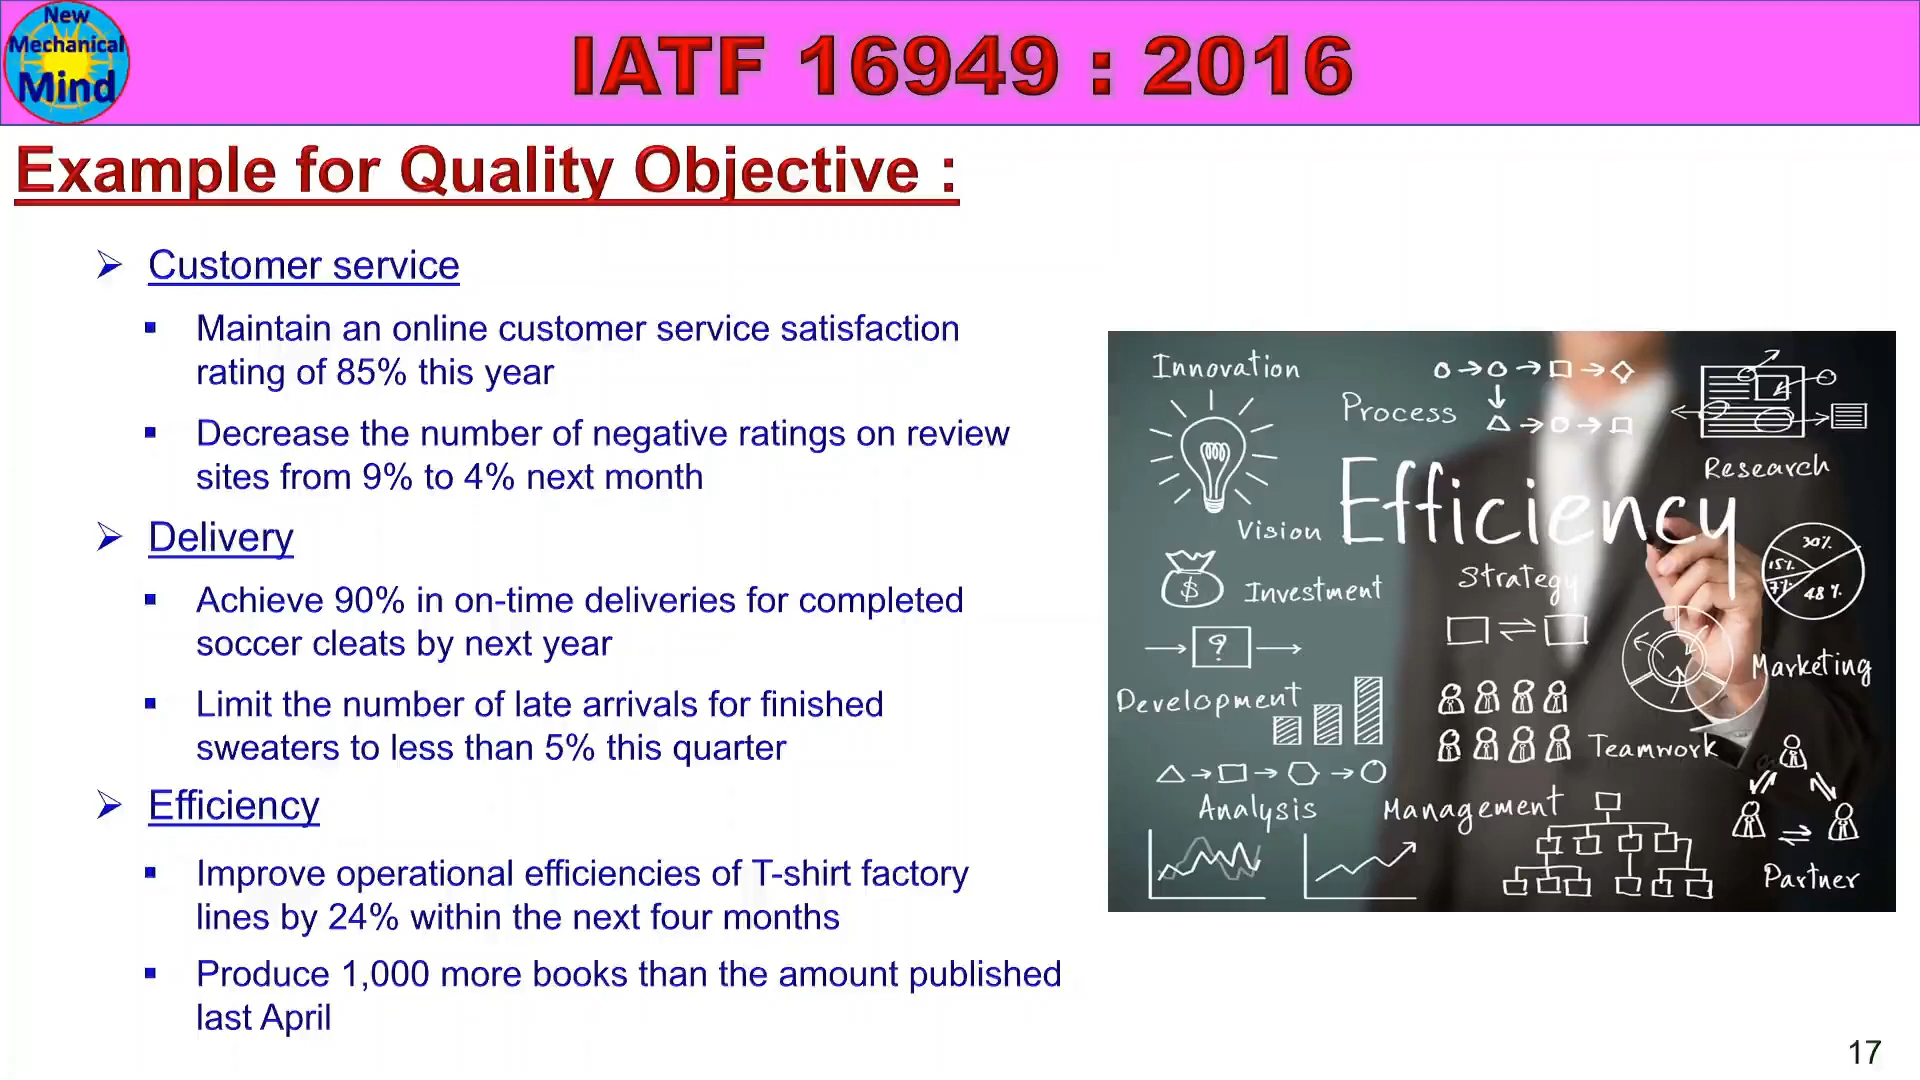 New
Mechanical
Mind
IATF 16949 : 2016
Example for Quality Objective :
Customer service
Maintain an online customer service satisfaction
rating of 85% this year
Decrease the number of negative ratings on review
sites from 9% to 4% next month
Delivery
Achieve 90% in on-time deliveries for completed
soccer cleats by next year
Limit the number of late arrivals for finished
sweaters to less than 5% this quarter
Efficiency
Improve operational efficiencies of T-shirt factory
lines by 24% within the next four months
Produce 1,000 more books than the amount published
last April
Innovation
Process
Research
Vision
Efficiency
30%
15%
7%
48%
$
Investment
Strategy
?
Marketing
Development
Teamwork
Analysis
Management
Partner
17